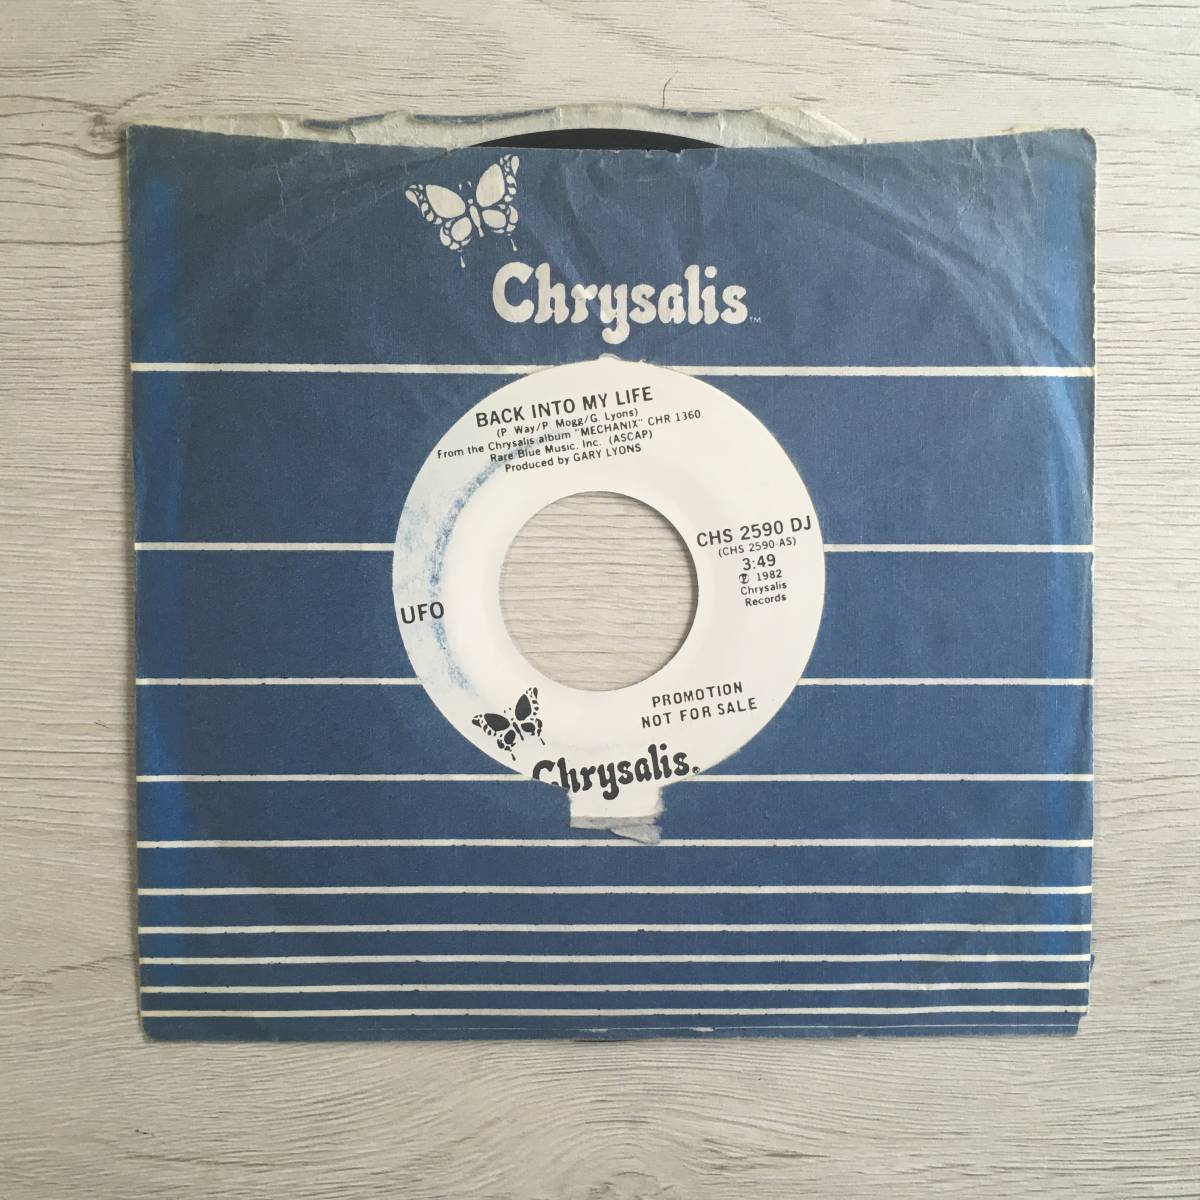 Chrysalis™
BACK INTO MY LIFE
(P. Way/P. Mogg/G. Lyons)
From the Chrysalis album "MECHANIX" CHR 1360
Rare Blue Music, Inc. (ASCAP)
Produced by GARY LYONS
CHS 2590 DJ
(CHS 2590-AS)
3:49
℗ 1982
Chrysalis
Records
UFO
PROMOTION
NOT FOR SALE
Chrysalis®